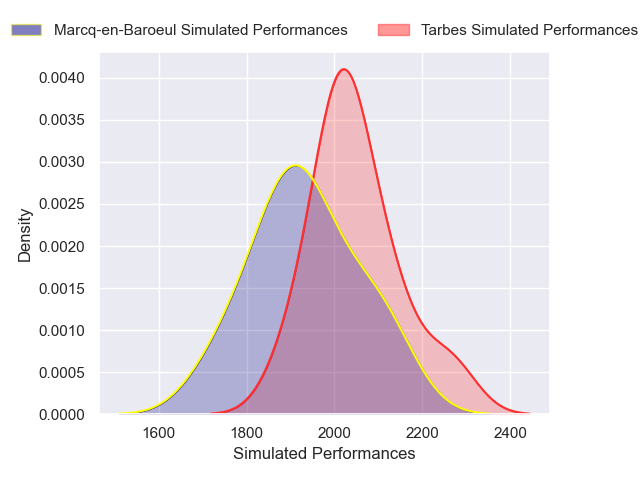 Marcq-en-Baroeul Simulated Performances Tarbes Simulated Performances
0.0040
0.0035
0.0030
0.0025
0.0020
0.0015
0.0010
0.0005
0.0000
Density
1600 1800 2000 2200 2400
Simulated Performances